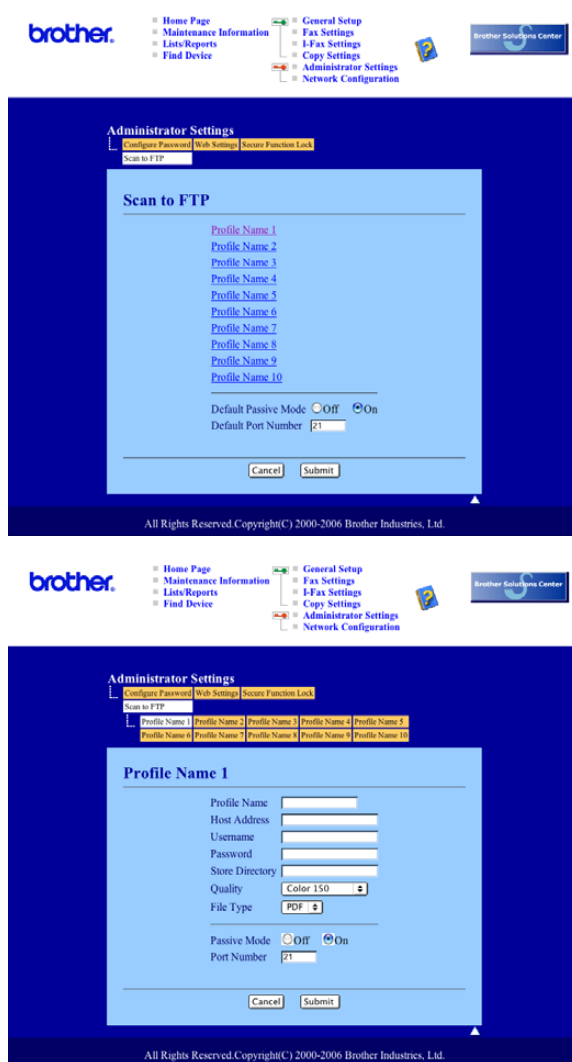 brother.
Home Page
Maintenance Information
Lists/Reports
Find Device
General Setup
Fax Settings
I-Fax Settings
Copy Settings
Administrator Settings
Network Configuration
Brother Solutions Center
Administrator Settings
Configure Password Web Settings Secure Function Lock
Scan to FTP
Scan to FTP
Profile Name 1
Profile Name 2
Profile Name 3
Profile Name 4
Profile Name 5
Profile Name 6
Profile Name 7
Profile Name 8
Profile Name 9
Profile Name 10
Default Passive Mode Off On
Default Port Number 21
Cancel Submit
All Rights Reserved.Copyright(C) 2000-2006 Brother Industries, Ltd.
brother.
Home Page
Maintenance Information
Lists/Reports
Find Device
General Setup
Fax Settings
I-Fax Settings
Copy Settings
Administrator Settings
Network Configuration
Brother Solutions Center
Administrator Settings
Configure Password Web Settings Secure Function Lock
Scan to FTP
Profile Name 1 Profile Name 2 Profile Name 3 Profile Name 4 Profile Name 5
Profile Name 6 Profile Name 7 Profile Name 8 Profile Name 9 Profile Name 10
Profile Name 1
Profile Name
Host Address
Username
Password
Store Directory
Quality Color 150
File Type PDF
Passive Mode Off On
Port Number 21
Cancel Submit
All Rights Reserved.Copyright(C) 2000-2006 Brother Industries, Ltd.